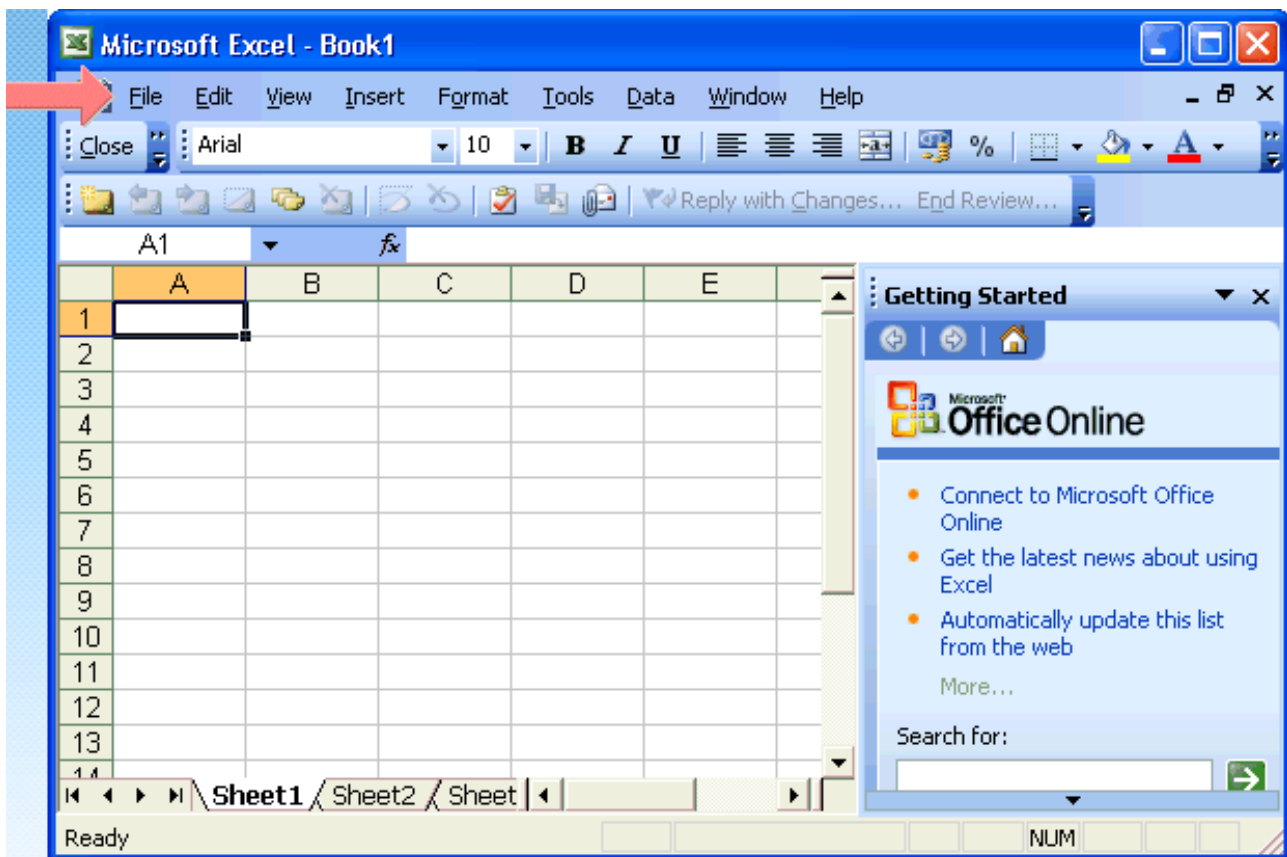 Microsoft Excel - Book1
File Edit View Insert Format Tools Data Window Help
Close Arial 10 B I U % A
Reply with Changes... End Review...
A1 fx
A B C D E
Getting Started
1
2
3
Microsoft
Office Online
4
5
6
Connect to Microsoft Office
Online
7
8
Get the latest news about using
Excel
9
10
Automatically update this list
from the web
11
12
More...
13
Search for:
14
Sheet1 Sheet2 Sheet
Ready NUM